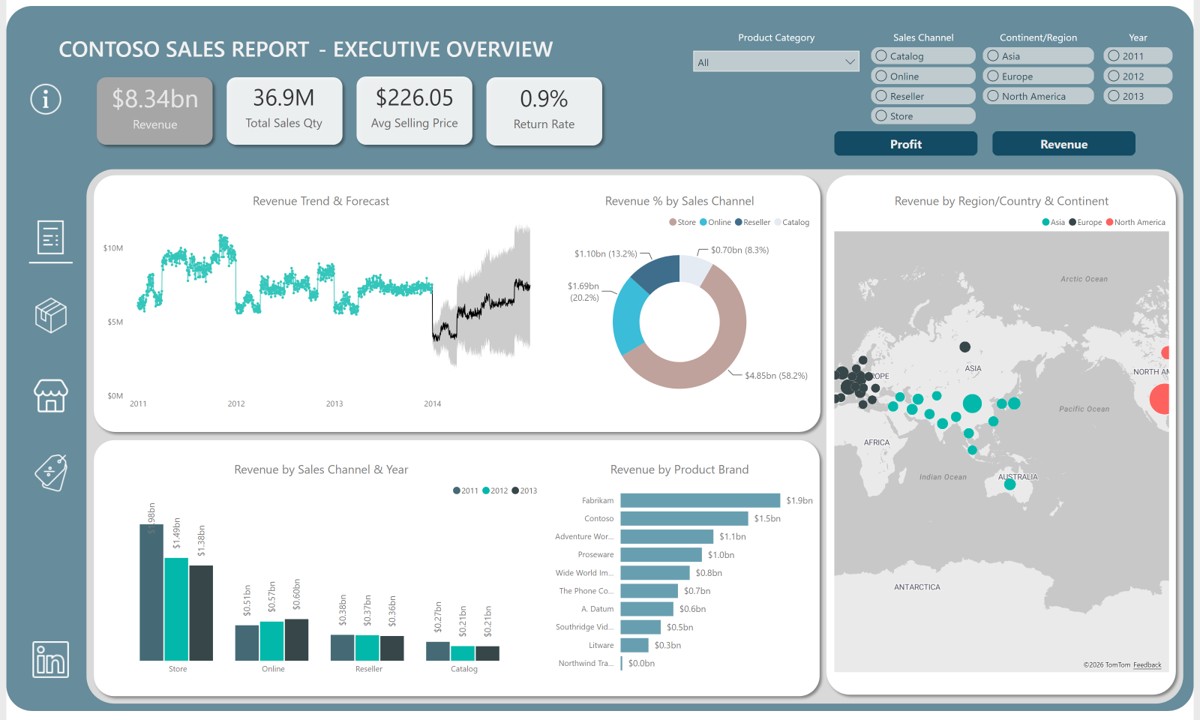 CONTOSO SALES REPORT - EXECUTIVE OVERVIEW
i
$8.34bn
Revenue
36.9M
Total Sales Qty
$226.05
Avg Selling Price
0.9%
Return Rate
Product Category
All
Sales Channel
Catalog
Online
Reseller
Store
Continent/Region
Asia
Europe
North America
Year
2011
2012
2013
Profit
Revenue
Revenue Trend & Forecast
$10M
$5M
$0M
2011
2012
2013
2014
Revenue % by Sales Channel
Store Online Reseller Catalog
$0.70bn (8.3%)
$1.10bn (13.2%)
$1.69bn
(20.2%)
$4.85bn (58.2%)
Revenue by Region/Country & Continent
Asia Europe North America
Arctic Ocean
ASIA
NORTH AM
Pacific Ocean
AFRICA
Indian Ocean
AUSTRALIA
ANTARCTICA
©2026 TomTom Feedback
Revenue by Sales Channel & Year
2011 2012 2013
$1.49bn
$1.38bn
$0.51bn
$0.57bn
$0.60bn
$0.38bn
$0.37bn
$0.36bn
$0.27bn
$0.21bn
$0.21bn
Store
Online
Reseller
Catalog
Revenue by Product Brand
Fabrikam $1.9bn
Contoso $1.5bn
Adventure Wor... $1.1bn
Proseware $1.0bn
Wide World Im... $0.8bn
The Phone Co... $0.7bn
A. Datum $0.6bn
Southridge Vid... $0.5bn
Litware $0.3bn
Northwind Tra... $0.0bn
in